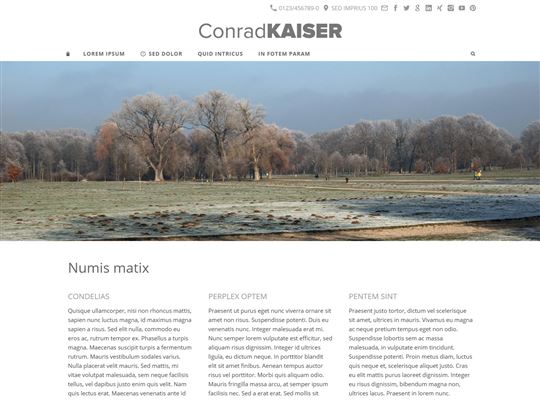 0123/456789-0 SEO IMPRIUS 100
ConradKAISER
LOREM IPSUM SED DOLOR QUID INTRICUS IN FOTEM PARAM
Numis matix
CONDELIAS
Quisque ullamcorper, nisi non rhoncus mattis,
sapien nunc luctus magna, id maximus magna
sapien a risus. Sed elit nulla, commodo eu
eros ac, rutrum tempor ex. Phasellus a turpis
magna. Maecenas suscipit turpis a fermentum
rutrum. Mauris vestibulum sodales varius.
Nulla placerat velit mauris. Sed mattis, mi
vitae volutpat malesuada, sem neque facilisis
tellus, vel dapibus justo enim quis velit. Nam
quis lectus erat. Maecenas venenatis ante id
PERPLEX OPTEM
Praesent ut purus eget nunc viverra ornare sit
amet non risus. Suspendisse potenti. Duis eu
venenatis nunc. Integer malesuada erat mi.
Nunc semper lorem vulputate est efficitur, sed
aliquam risus dignissim. Integer id ultrices
ligula, eu dictum neque. In porttitor blandit
elit sit amet finibus. Aenean tempus auctor
risus vel porttitor. Morbi quis aliquam odio.
Mauris fringilla massa arcu, at semper ipsum
facilisis nec. Sed a erat erat. Sed mollis sit
PENTEM SINT
Praesent justo tortor, dictum vel scelerisque
sit amet, ultrices in mauris. Vivamus eu magna
ac neque pretium tempus eget non odio.
Suspendisse lobortis sem ac massa
malesuada, in vulputate enim tincidunt.
Suspendisse potenti. Proin metus diam, luctus
quis neque et, scelerisque aliquet justo. Cras
eu elit mattis ipsum euismod laoreet. Integer
eu risus dignissim, bibendum magna non,
ultrices lacus. Praesent in lorem nunc.